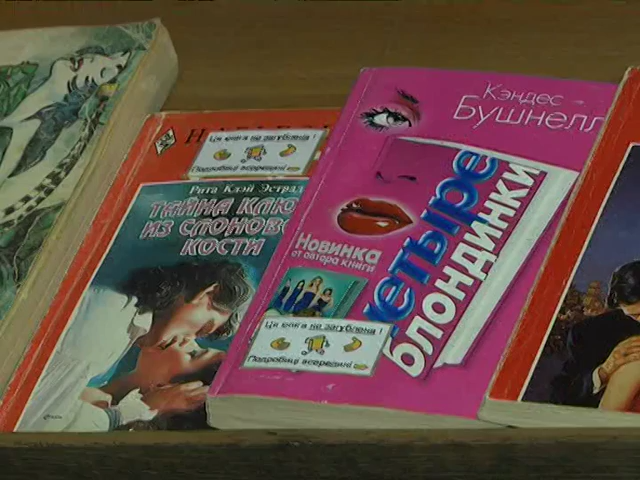 Ця книга не загублена !
Подробиці всередині
Рита Клэй Эстрада
ТАЙНА КЛЮ
ИЗ СЛОНОВО
КОСТИ
Кэндес
Бушнелл
Четыре
блондинки
Новинка
от автора книги
Ця книга не загублена !
Подробиці всередині